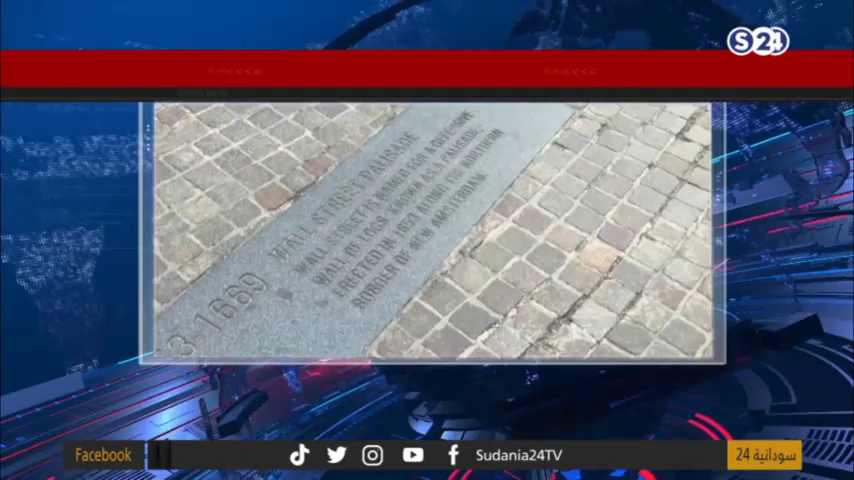 S24
WALL STREET PALISADE
WALL STREET IS NAMED FOR A DEFENSIVE
WALL OF LOGS, KNOWN AS A PALISADE,
ERECTED IN 1653 ALONG THE NORTHERN
BORDER OF NEW AMSTERDAM.
3 1669
Facebook
Sudania24TV
سودانية 24